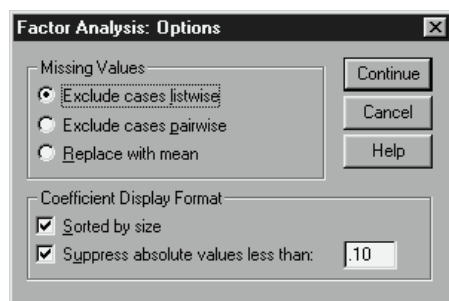 Factor Analysis: Options
Missing Values
Exclude cases listwise
Exclude cases pairwise
Replace with mean
Continue
Cancel
Help
Coefficient Display Format
Sorted by size
Suppress absolute values less than: .10